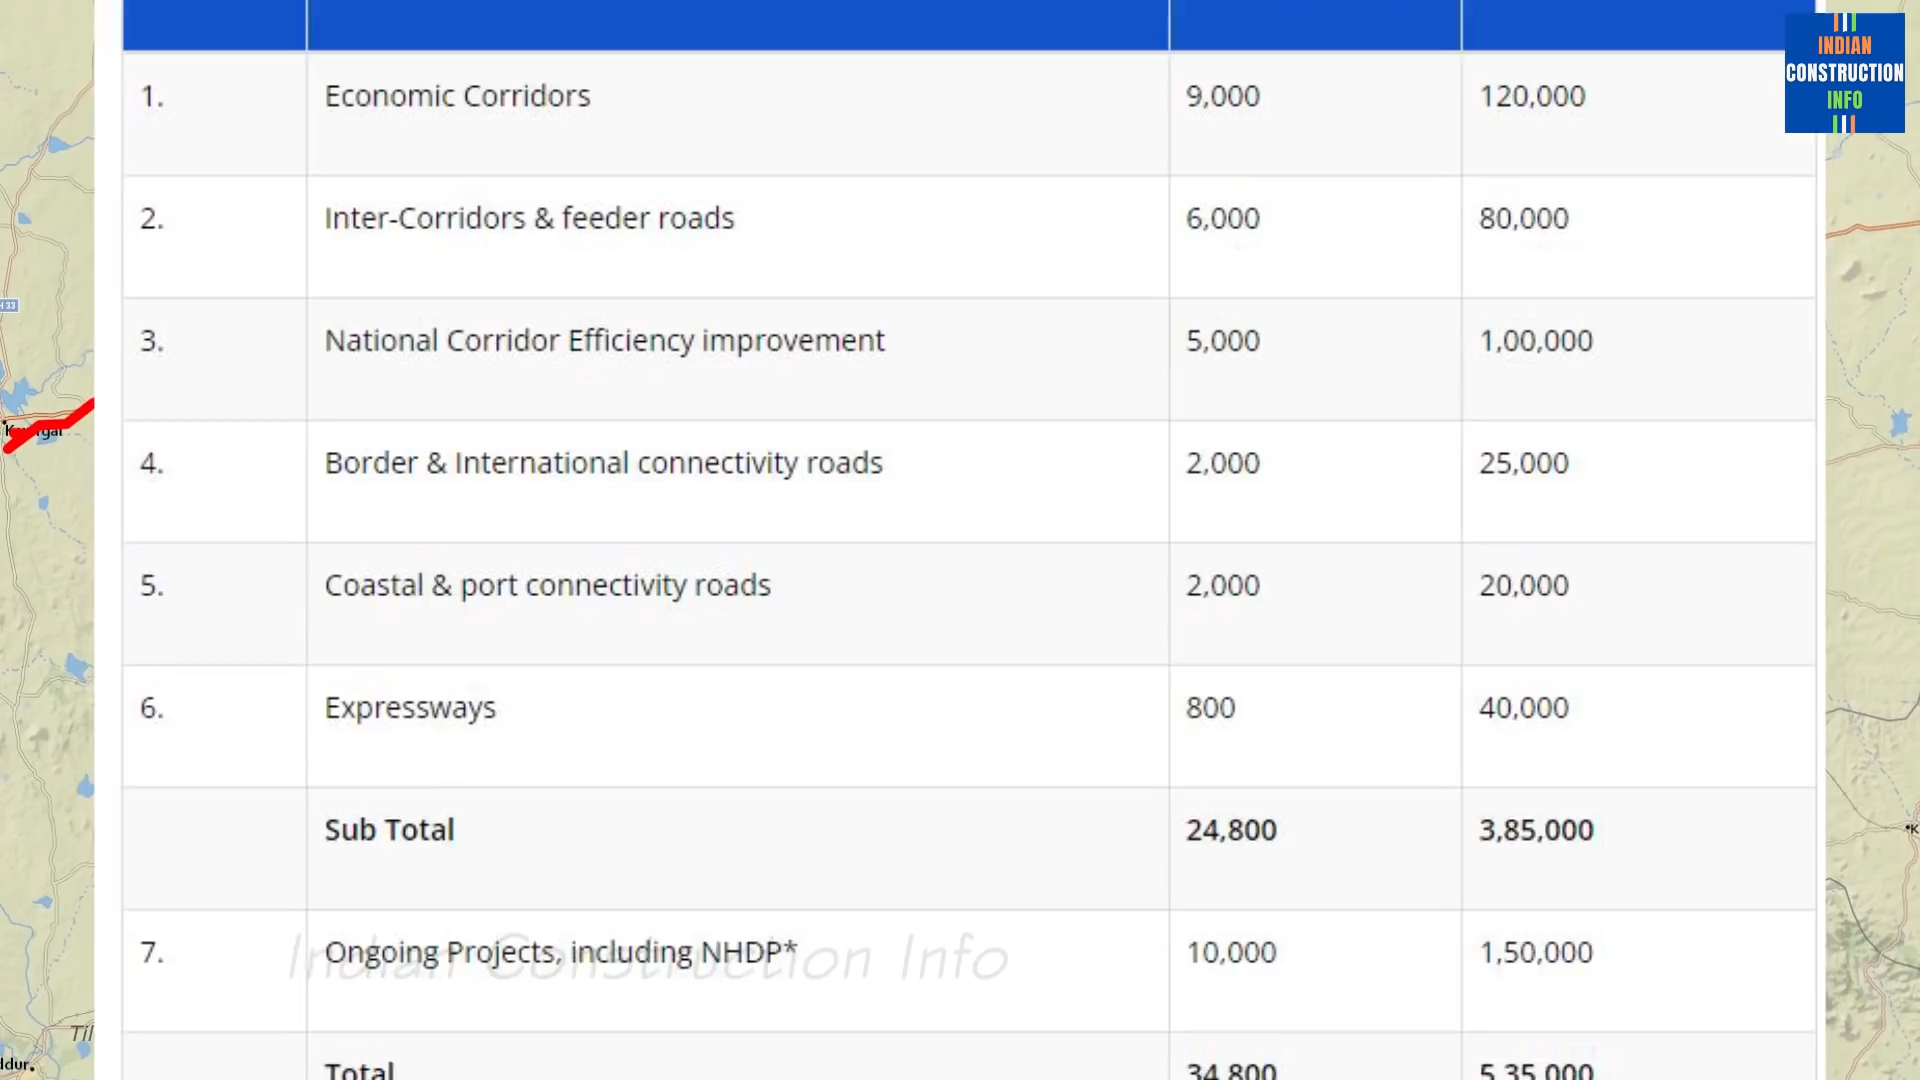 INDIAN
CONSTRUCTION
INFO
1. Economic Corridors 9,000 120,000
2. Inter-Corridors & feeder roads 6,000 80,000
3. National Corridor Efficiency improvement 5,000 1,00,000
4. Border & International connectivity roads 2,000 25,000
5. Coastal & port connectivity roads 2,000 20,000
6. Expressways 800 40,000
Sub Total 24,800 3,85,000
7. Ongoing Projects, including NHDP* 10,000 1,50,000
Indian Construction Info
Total 34,800 5,35,000